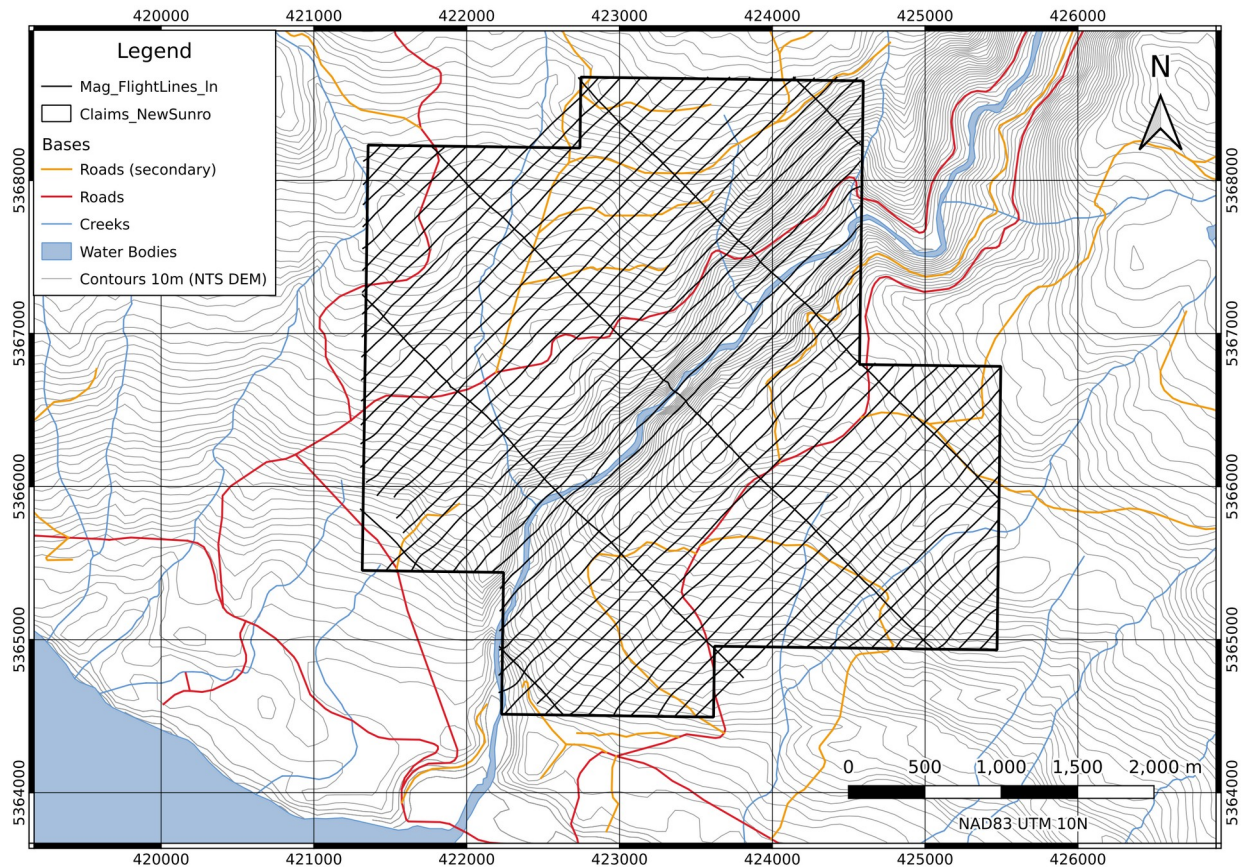 420000 421000 422000 423000 424000 425000 426000
Legend
Mag_FlightLines_ln
Claims_NewSunro
Bases
Roads (secondary)
Roads
Creeks
Water Bodies
Contours 10m (NTS DEM)
N
5368000 5368000
5367000 5367000
5366000 5366000
5365000 5365000
5364000 5364000
0 500 1,000 1,500 2,000 m
NAD83 UTM 10N
420000 421000 422000 423000 424000 425000 426000